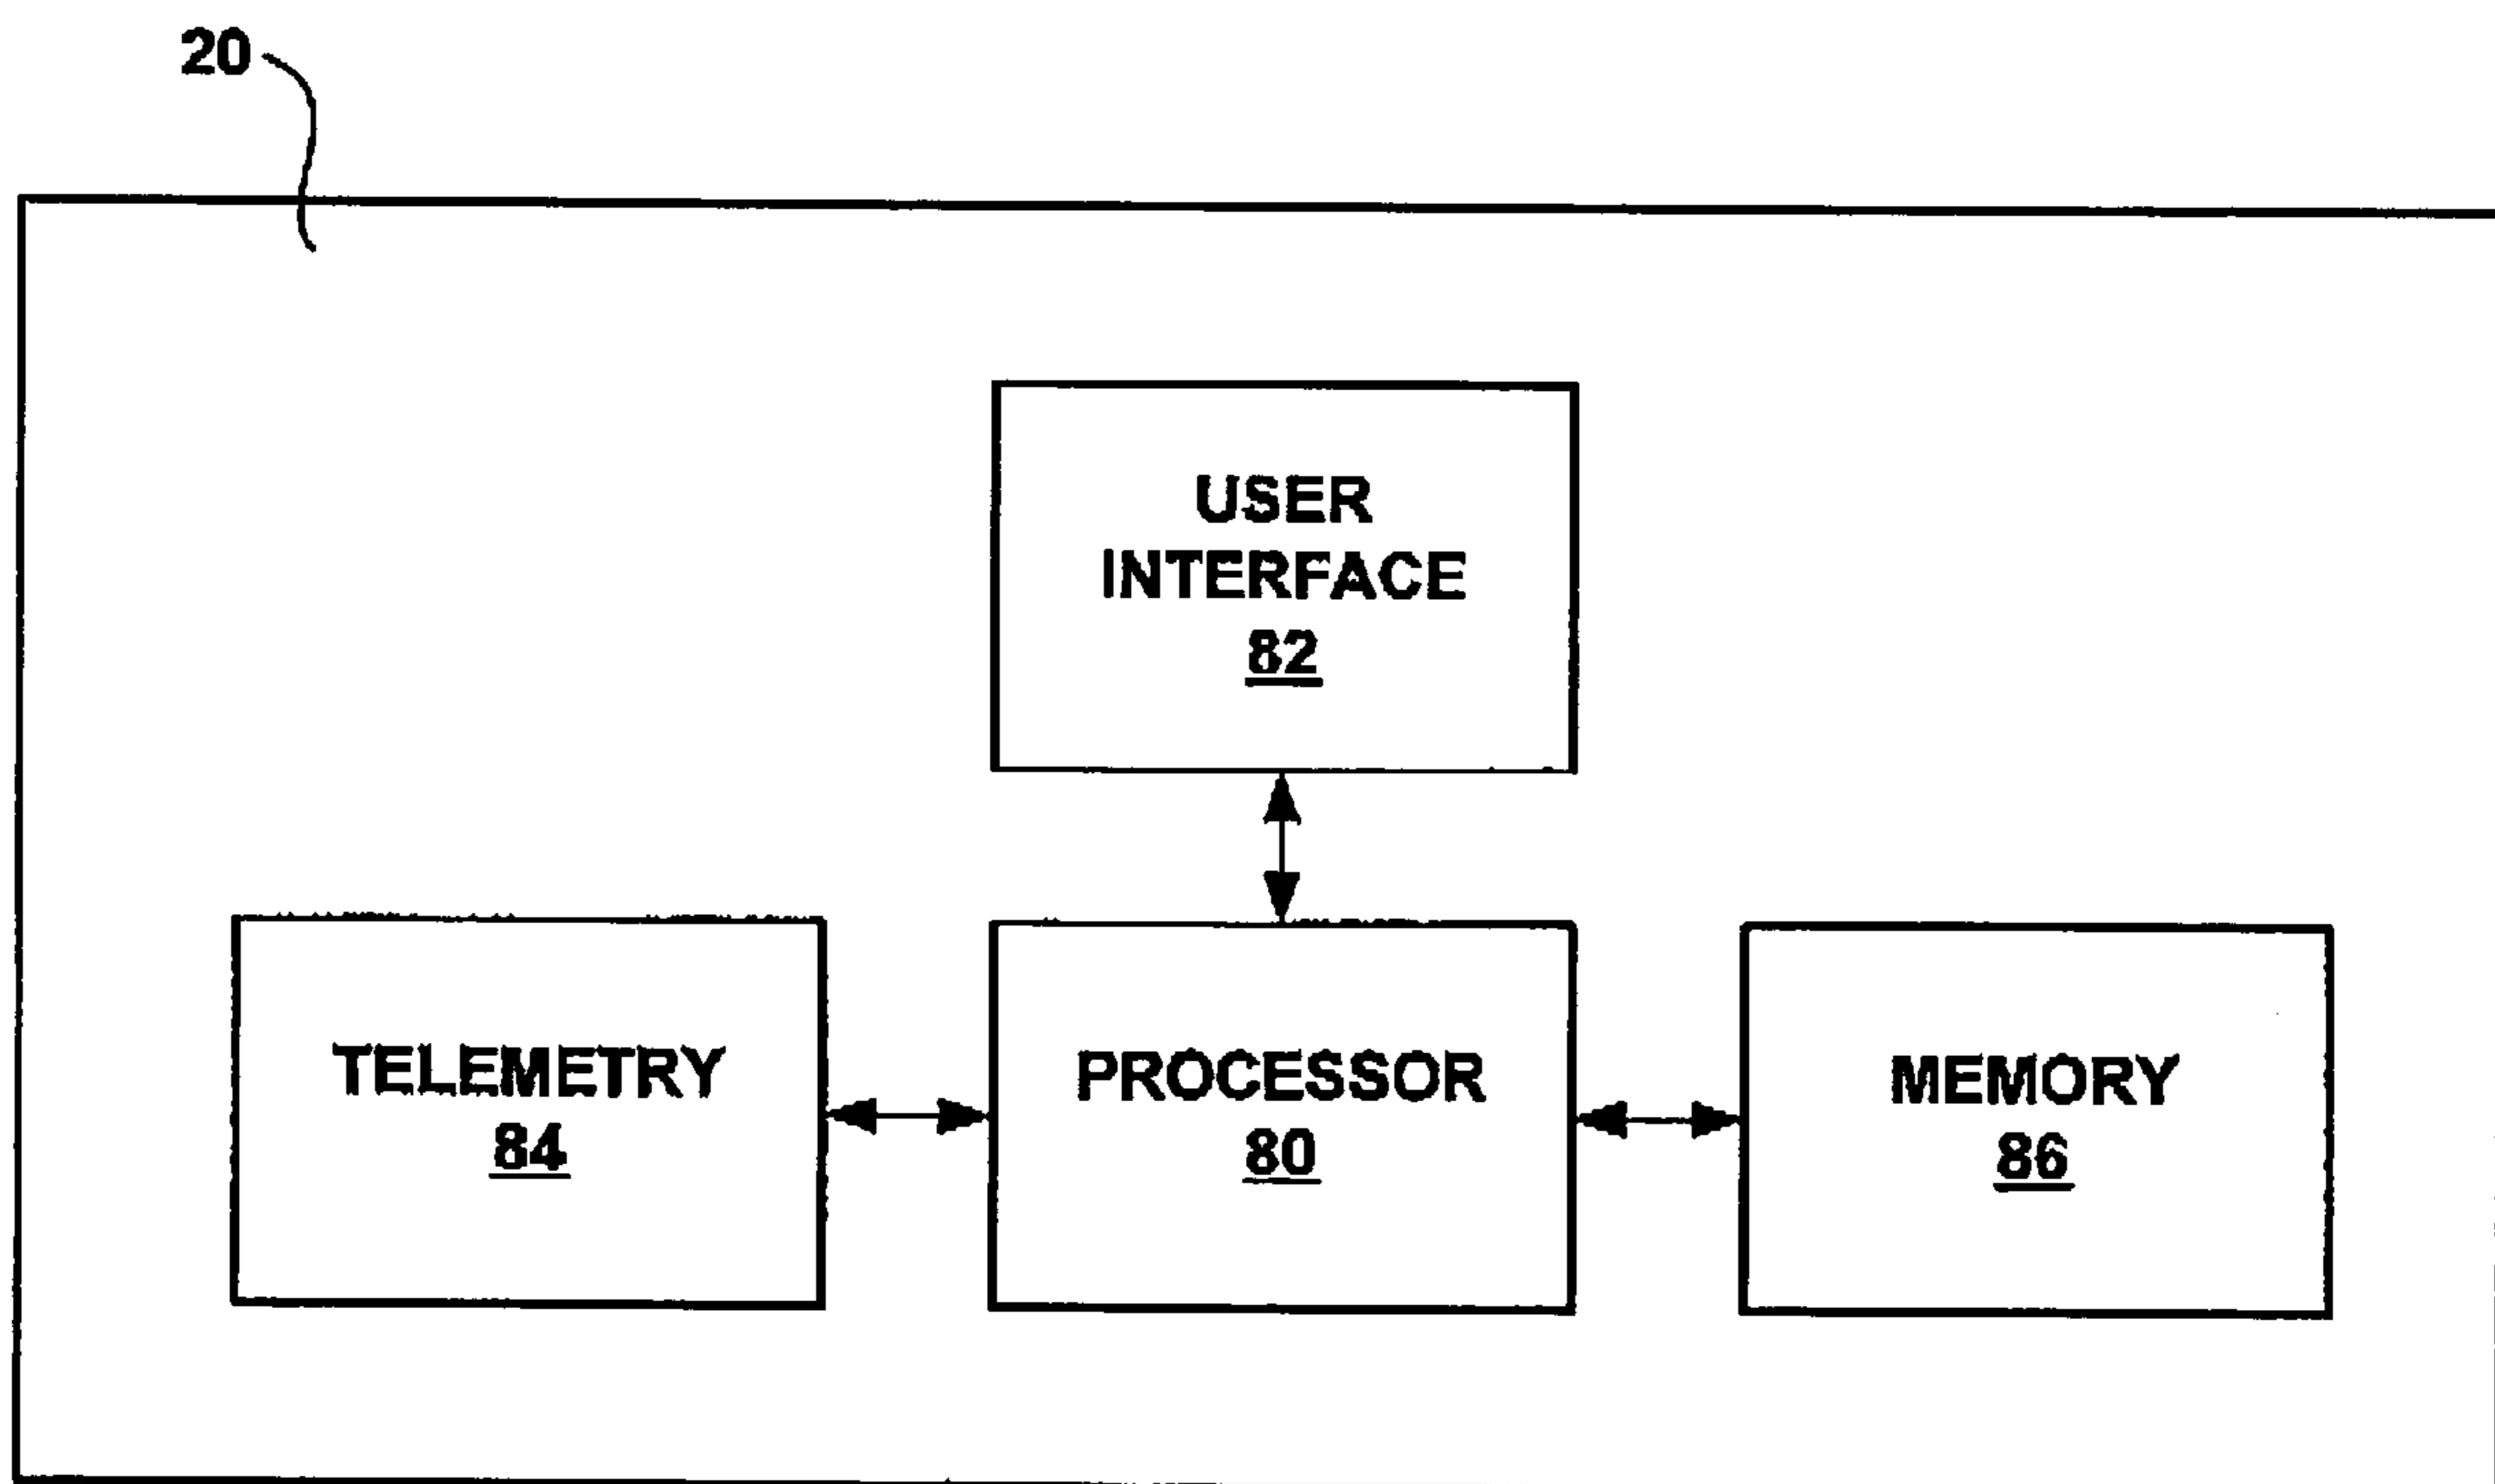 20
USER
INTERFACE
82
TELEMETRY
84
PROCESSOR
80
MEMORY
86